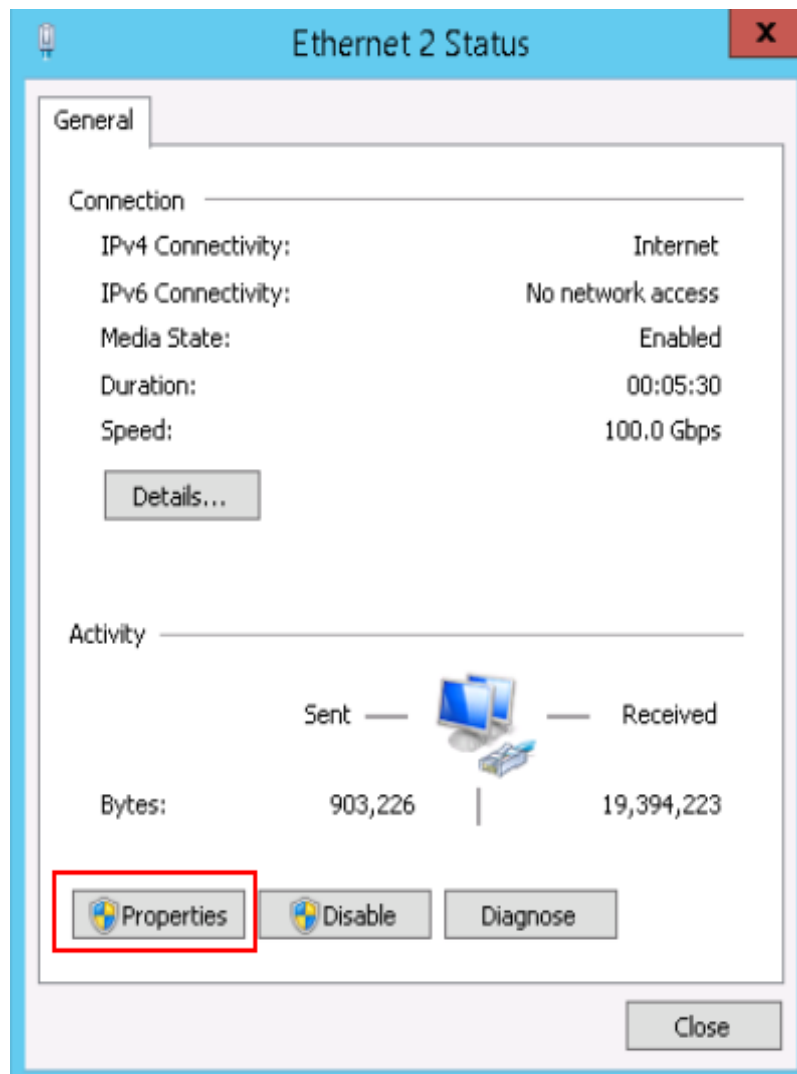 Ethernet 2 Status
x
General
Connection
IPv4 Connectivity: Internet
IPv6 Connectivity: No network access
Media State: Enabled
Duration: 00:05:30
Speed: 100.0 Gbps
Details...
Activity
Sent Received
Bytes: 903,226 19,394,223
Properties Disable Diagnose
Close